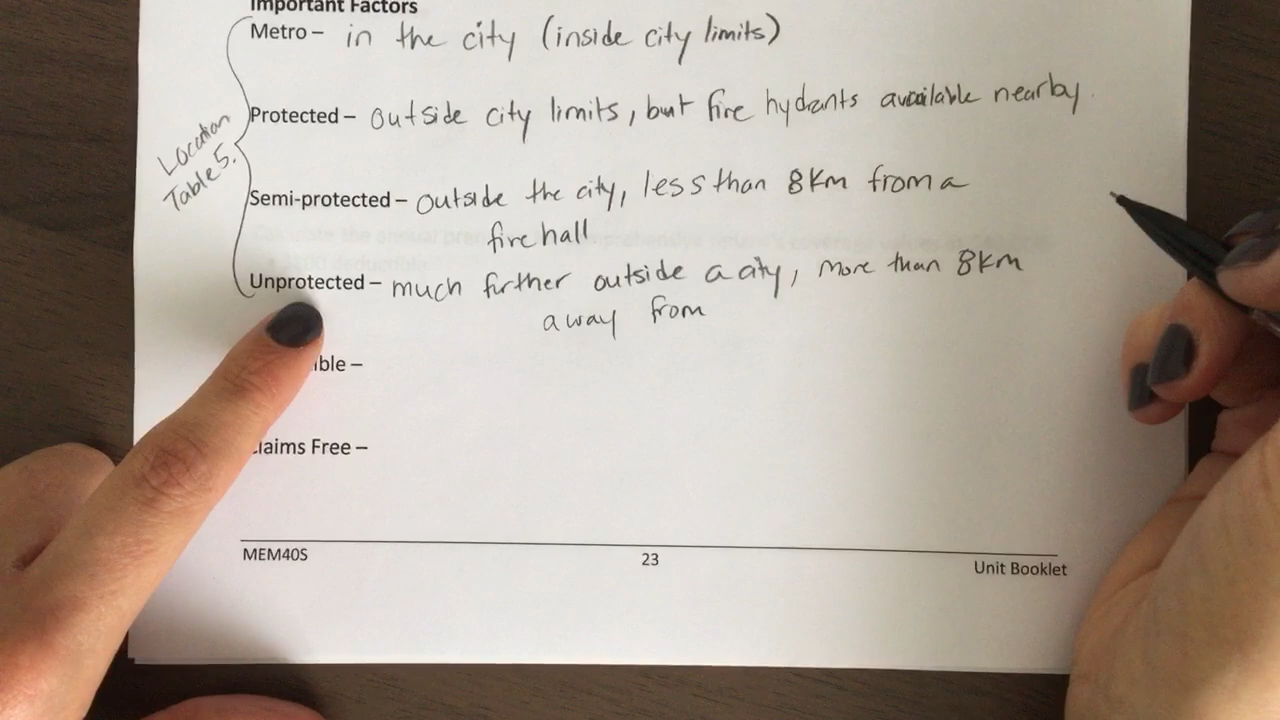 Important Factors
Metro – in the city (inside city limits)
Protected – outside city limits, but fire hydrants available nearby.
Location
Table 5.
Semi-protected – outside the city, less than 8km from a
fire hall
Unprotected – much further outside a city, more than 8km
away from
ible –
laims Free –
MEM40S 23 Unit Booklet